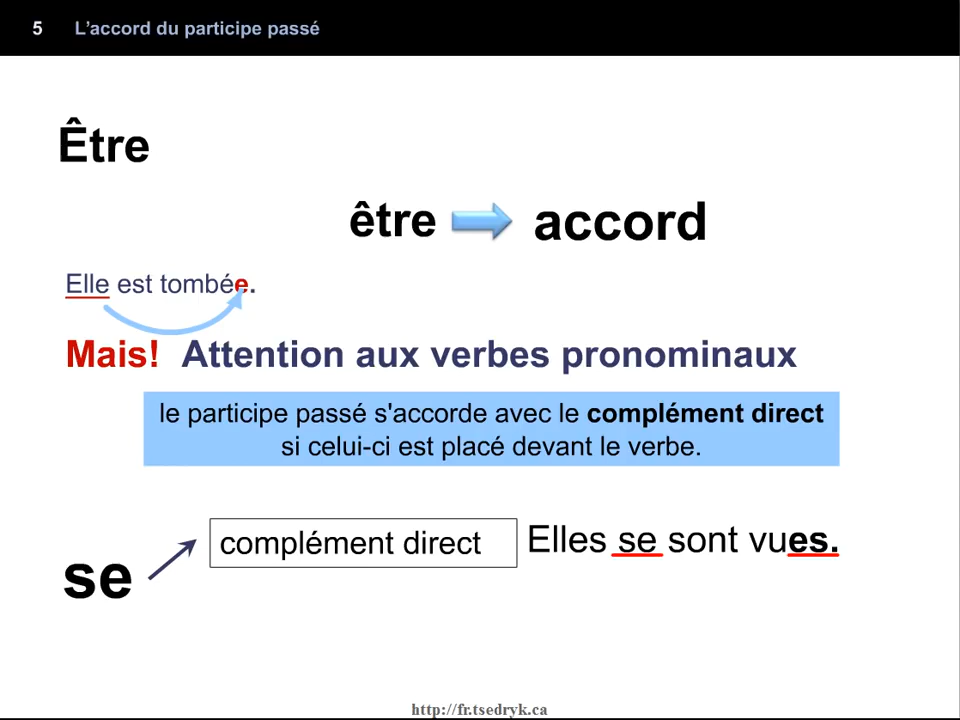 5 L’accord du participe passé
Être
être accord
Elle est tombée.
Mais! Attention aux verbes pronominaux
le participe passé s'accorde avec le complément direct
si celui-ci est placé devant le verbe.
complément direct Elles se sont vues.
se
http://fr.tsedryk.ca